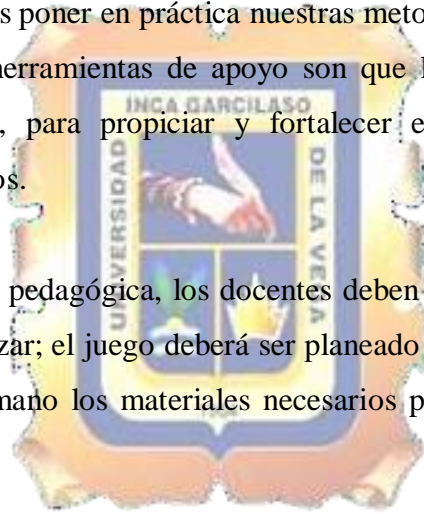 s poner en práctica nuestras meto
erramientas de apoyo son que l
INCA GARCILASO
, para propiciar y fortalecer e
UNIVERSIDAD
DE LA VEGA
os.
pedagógica, los docentes deben
zar; el juego deberá ser planeado
mano los materiales necesarios p